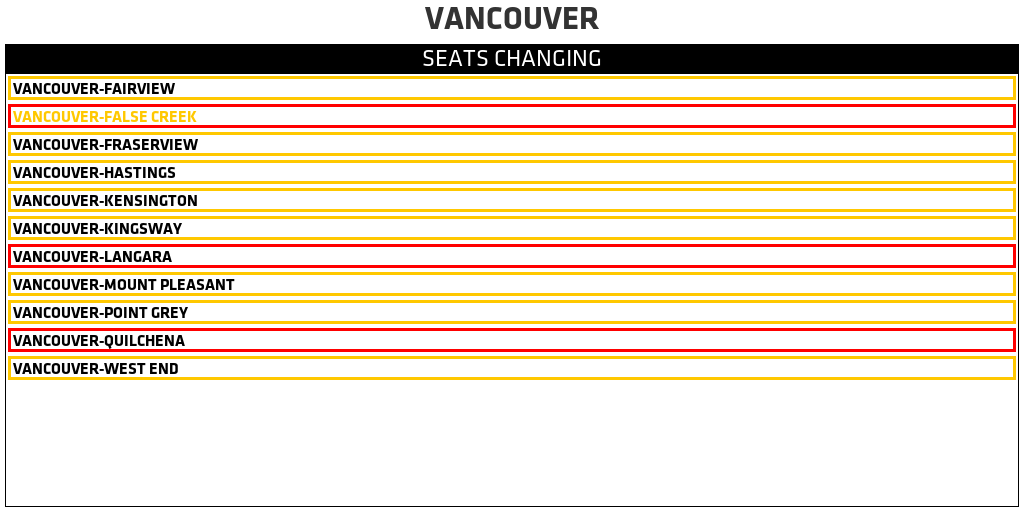 VANCOUVER
SEATS CHANGING
VANCOUVER-FAIRVIEW
VANCOUVER-FALSE CREEK
VANCOUVER-FRASERVIEW
VANCOUVER-HASTINGS
VANCOUVER-KENSINGTON
VANCOUVER-KINGSWAY
VANCOUVER-LANGARA
VANCOUVER-MOUNT PLEASANT
VANCOUVER-POINT GREY
VANCOUVER-QUILCHENA
VANCOUVER-WEST END